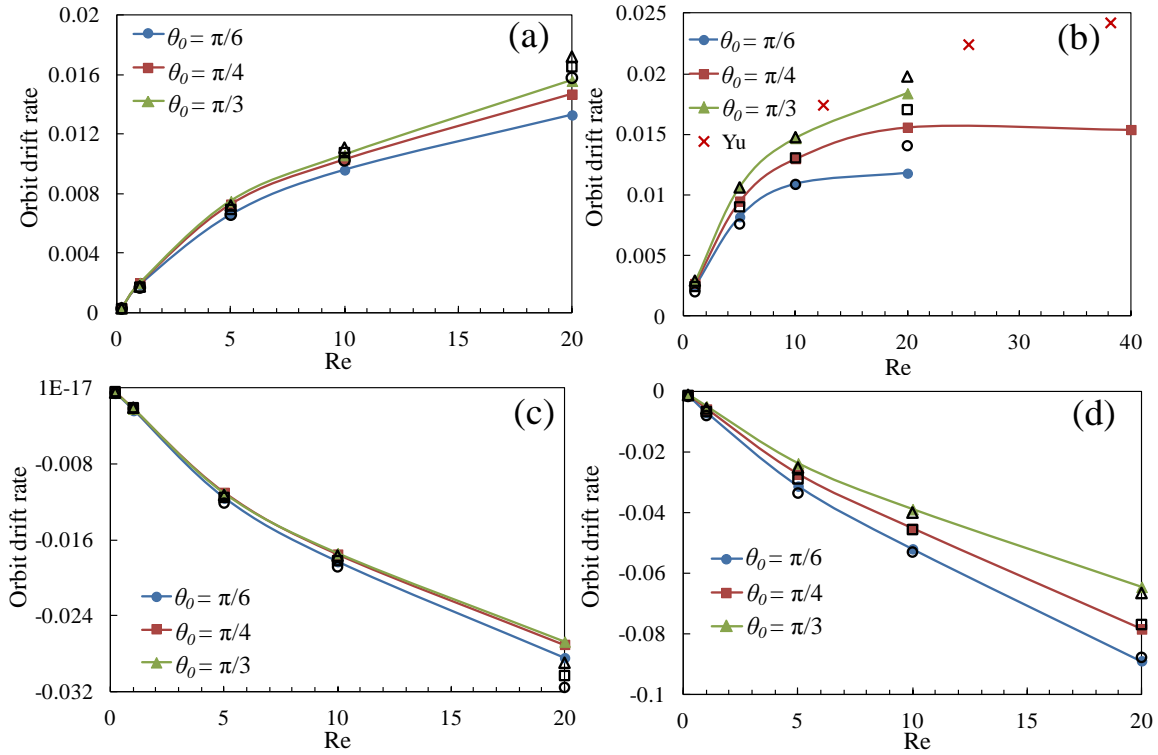 (a)
Orbit drift rate
0.02
0.016
0.012
0.008
0.004
0
θ0 = π/6
θ0 = π/4
θ0 = π/3
0 5 10 15 20
Re
(b)
Orbit drift rate
0.025
0.02
0.015
0.01
0.005
0
θ0 = π/6
θ0 = π/4
θ0 = π/3
Yu
0 10 20 30 40
Re
(c)
Orbit drift rate
1E-17
-0.008
-0.016
-0.024
-0.032
θ0 = π/6
θ0 = π/4
θ0 = π/3
0 5 10 15 20
Re
(d)
Orbit drift rate
0
-0.02
-0.04
-0.06
-0.08
-0.1
θ0 = π/6
θ0 = π/4
θ0 = π/3
0 5 10 15 20
Re